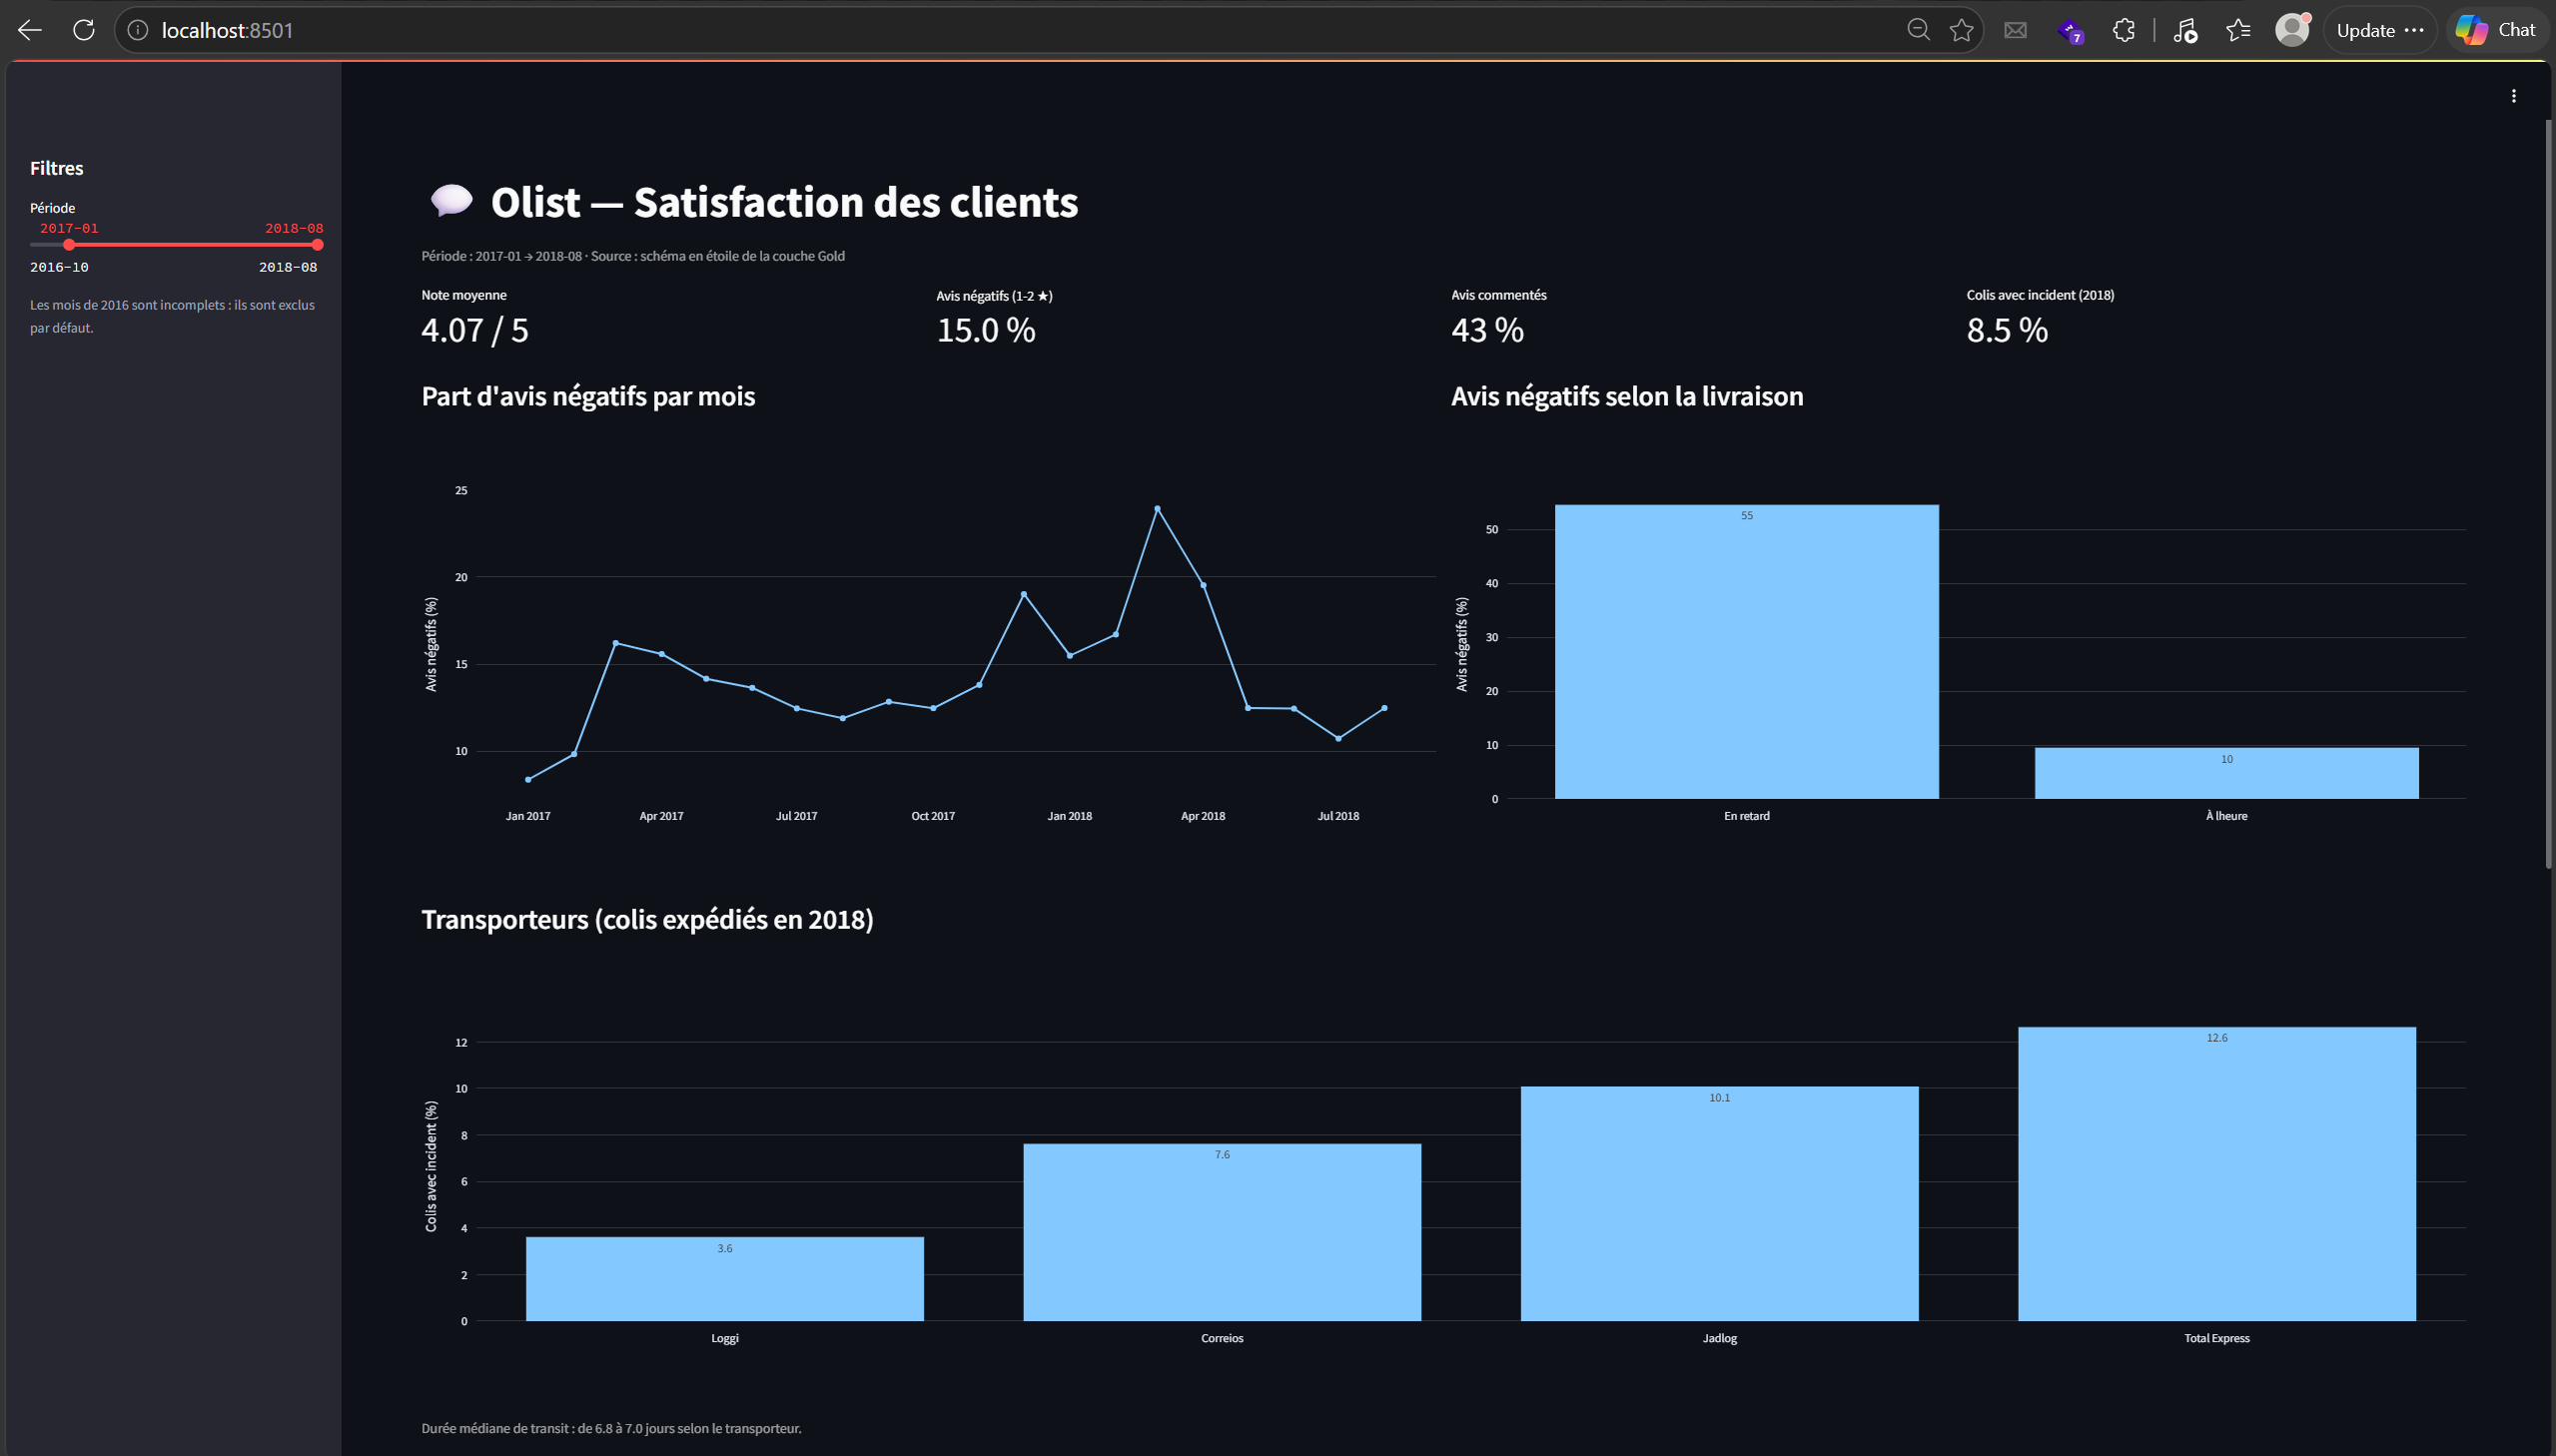 localhost:8501
7
Update
Chat
Filtres
Période
2017-01 2018-08
2016-10 2018-08
Les mois de 2016 sont incomplets : ils sont exclus
par défaut.
Olist — Satisfaction des clients
Période : 2017-01 → 2018-08 · Source : schéma en étoile de la couche Gold
Note moyenne
4.07 / 5
Avis négatifs (1-2 ★)
15.0 %
Avis commentés
43 %
Colis avec incident (2018)
8.5 %
Part d'avis négatifs par mois
25
20
15
10
Avis négatifs (%)
Jan 2017 Apr 2017 Jul 2017 Oct 2017 Jan 2018 Apr 2018 Jul 2018
Avis négatifs selon la livraison
50
40
30
20
10
0
Avis négatifs (%)
55
10
En retard À lheure
Transporteurs (colis expédiés en 2018)
12
10
8
6
4
2
0
Colis avec incident (%)
3.6
7.6
10.1
12.6
Loggi Correios Jadlog Total Express
Durée médiane de transit : de 6.8 à 7.0 jours selon le transporteur.